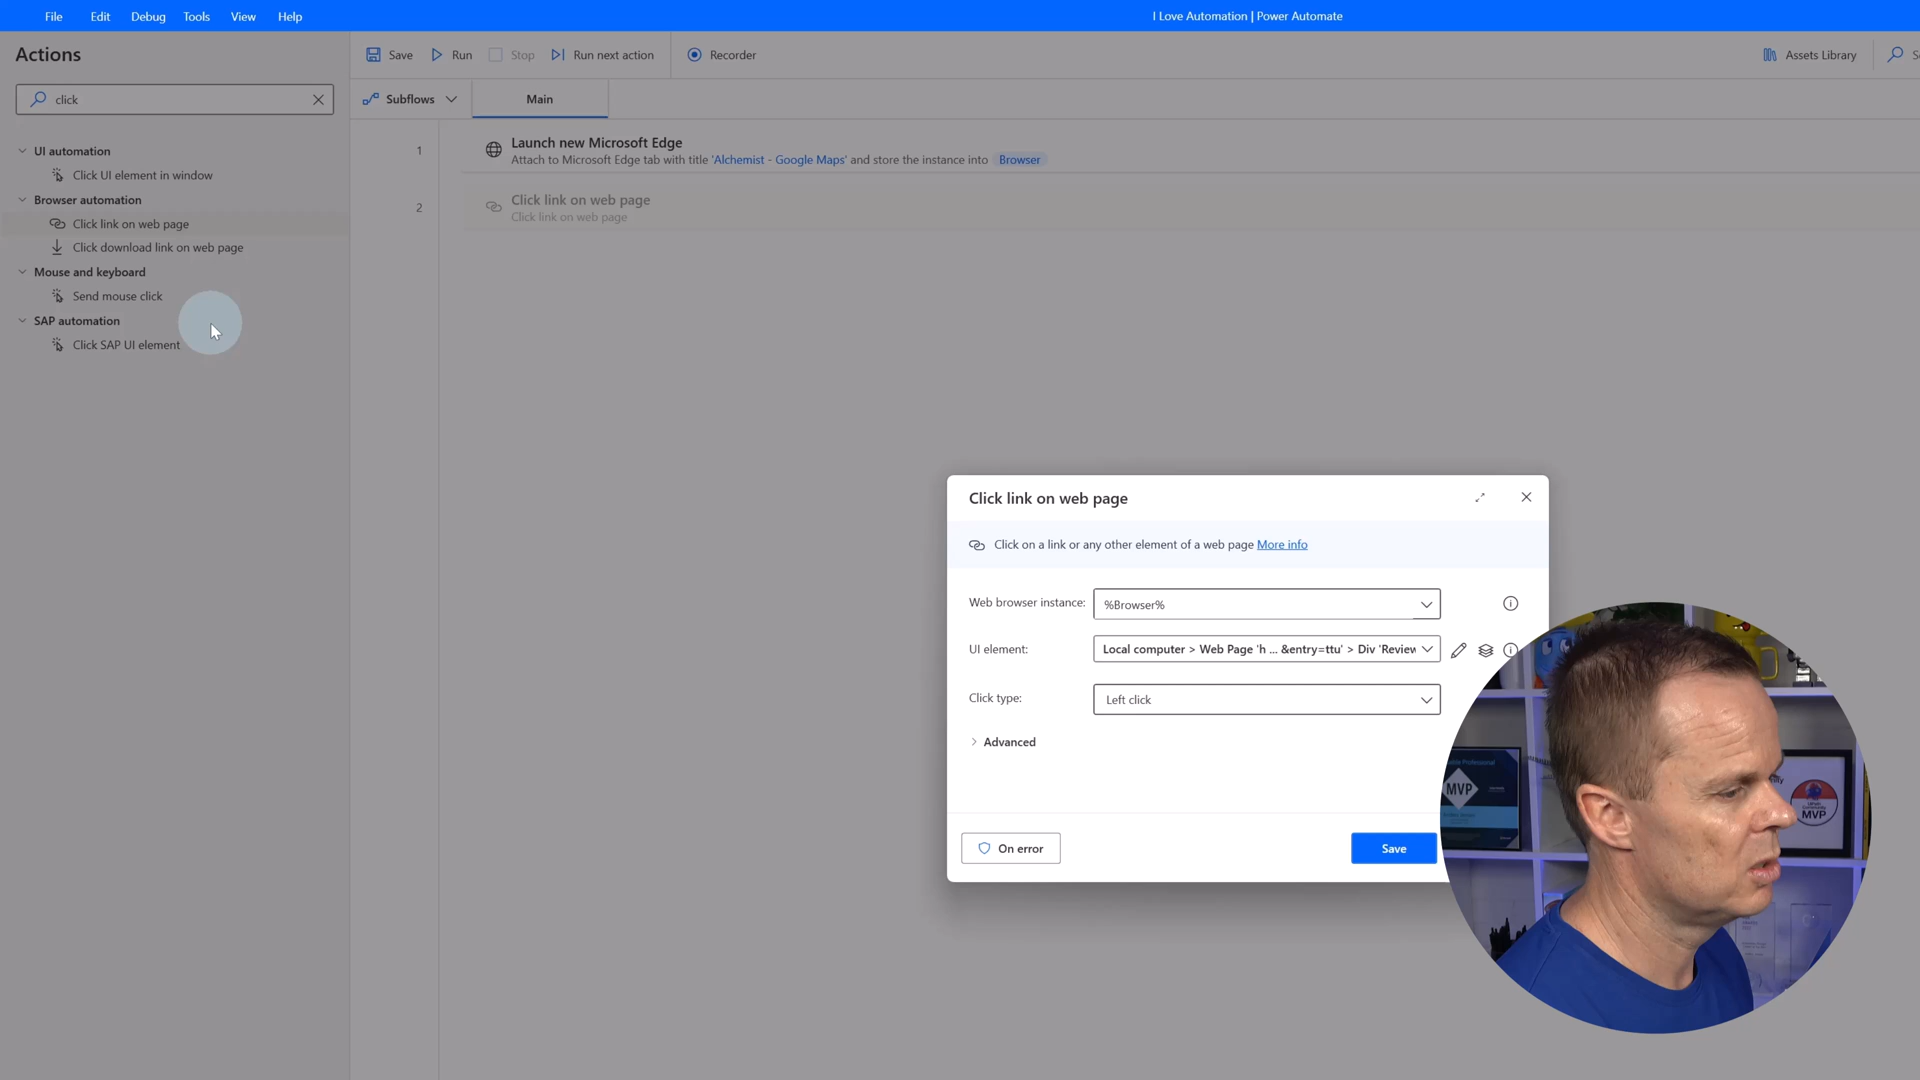 File Edit Debug Tools View Help
I Love Automation | Power Automate
Actions
Save Run Stop Run next action Recorder
Assets Library
click
Subflows Main
UI automation
Click UI element in window
Browser automation
Click link on web page
Click download link on web page
Mouse and keyboard
Send mouse click
SAP automation
Click SAP UI element
1
Launch new Microsoft Edge
Attach to Microsoft Edge tab with title 'Alchemist - Google Maps' and store the instance into Browser
2
Click link on web page
Click link on web page
Click link on web page
Click on a link or any other element of a web page More info
Web browser instance: %Browser%
UI element: Local computer > Web Page 'h ... &entry=ttu' > Div 'Review
Click type: Left click
Advanced
On error
Save
MVP
MVP